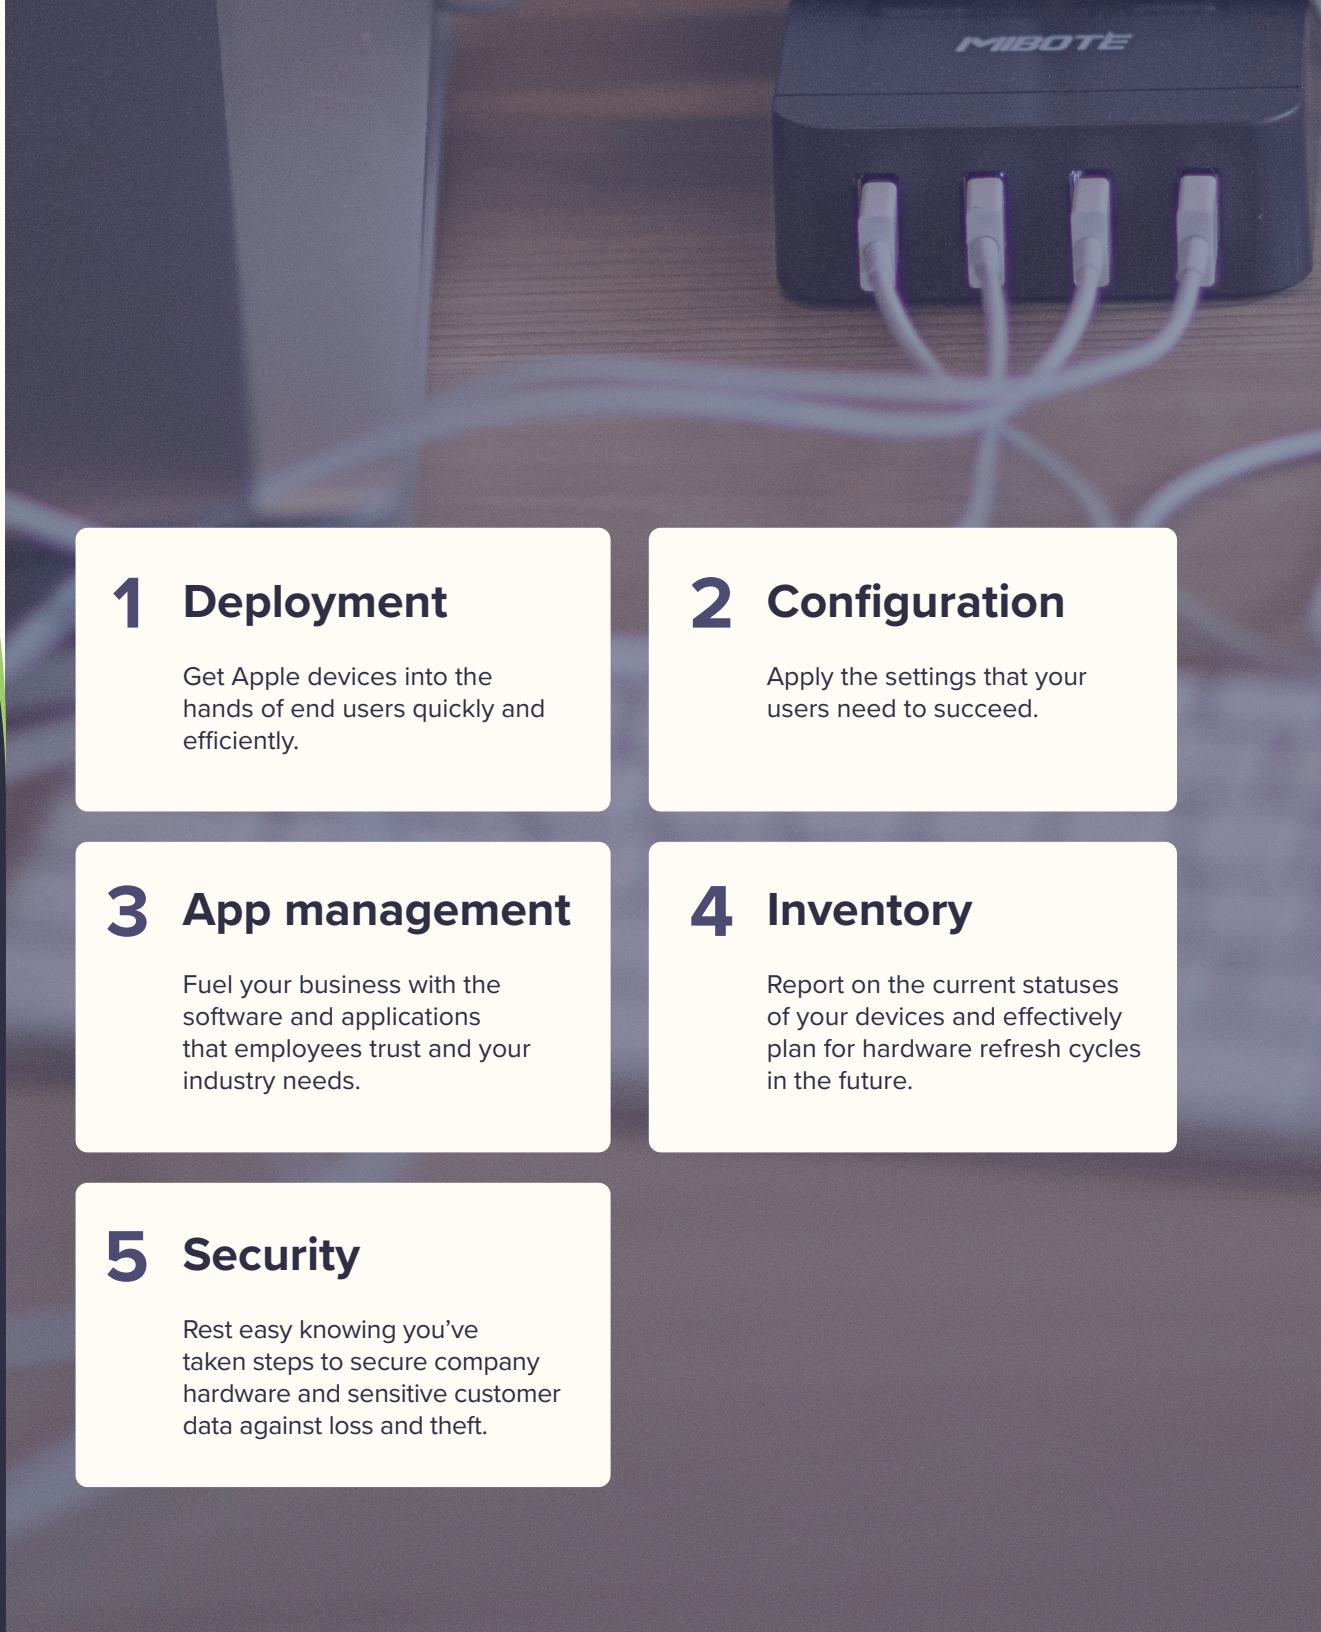 MIBOTE
1 Deployment
Get Apple devices into the
hands of end users quickly and
efficiently.
2 Configuration
Apply the settings that your
users need to succeed.
3 App management
Fuel your business with the
software and applications
that employees trust and your
industry needs.
4 Inventory
Report on the current statuses
of your devices and effectively
plan for hardware refresh cycles
in the future.
5 Security
Rest easy knowing you’ve
taken steps to secure company
hardware and sensitive customer
data against loss and theft.